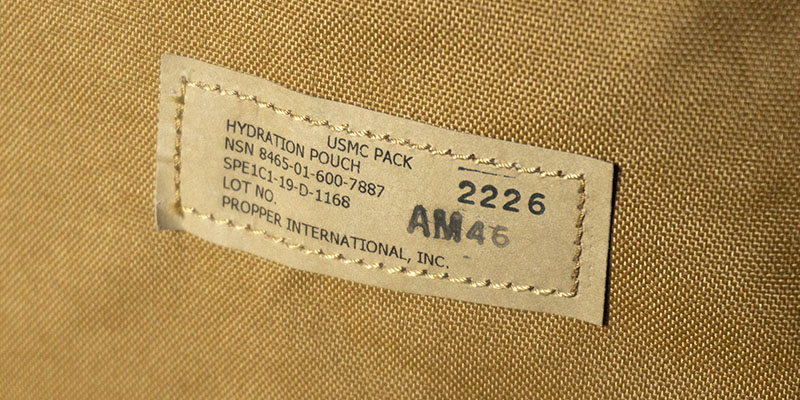 USMC PACK
HYDRATION POUCH
NSN 8465-01-600-7887
SPE1C1-19-D-1168
LOT NO.
PROPPER INTERNATIONAL, INC.
2226
AM46